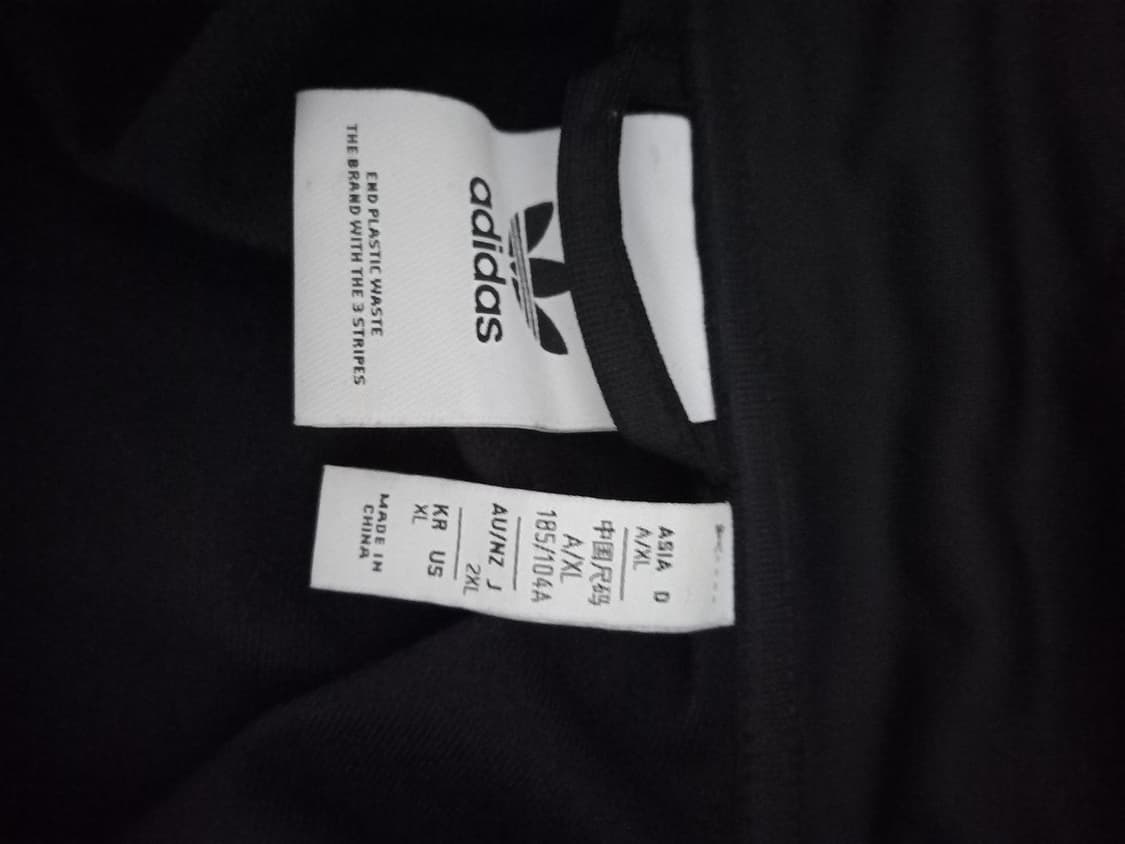 adidas
END PLASTIC WASTE
THE BRAND WITH THE 3 STRIPES
ASIA D
A/XL
中国尺码
A/XL
185/104A
AU/NZ J
2XL
KR US
XL
MADE IN
CHINA